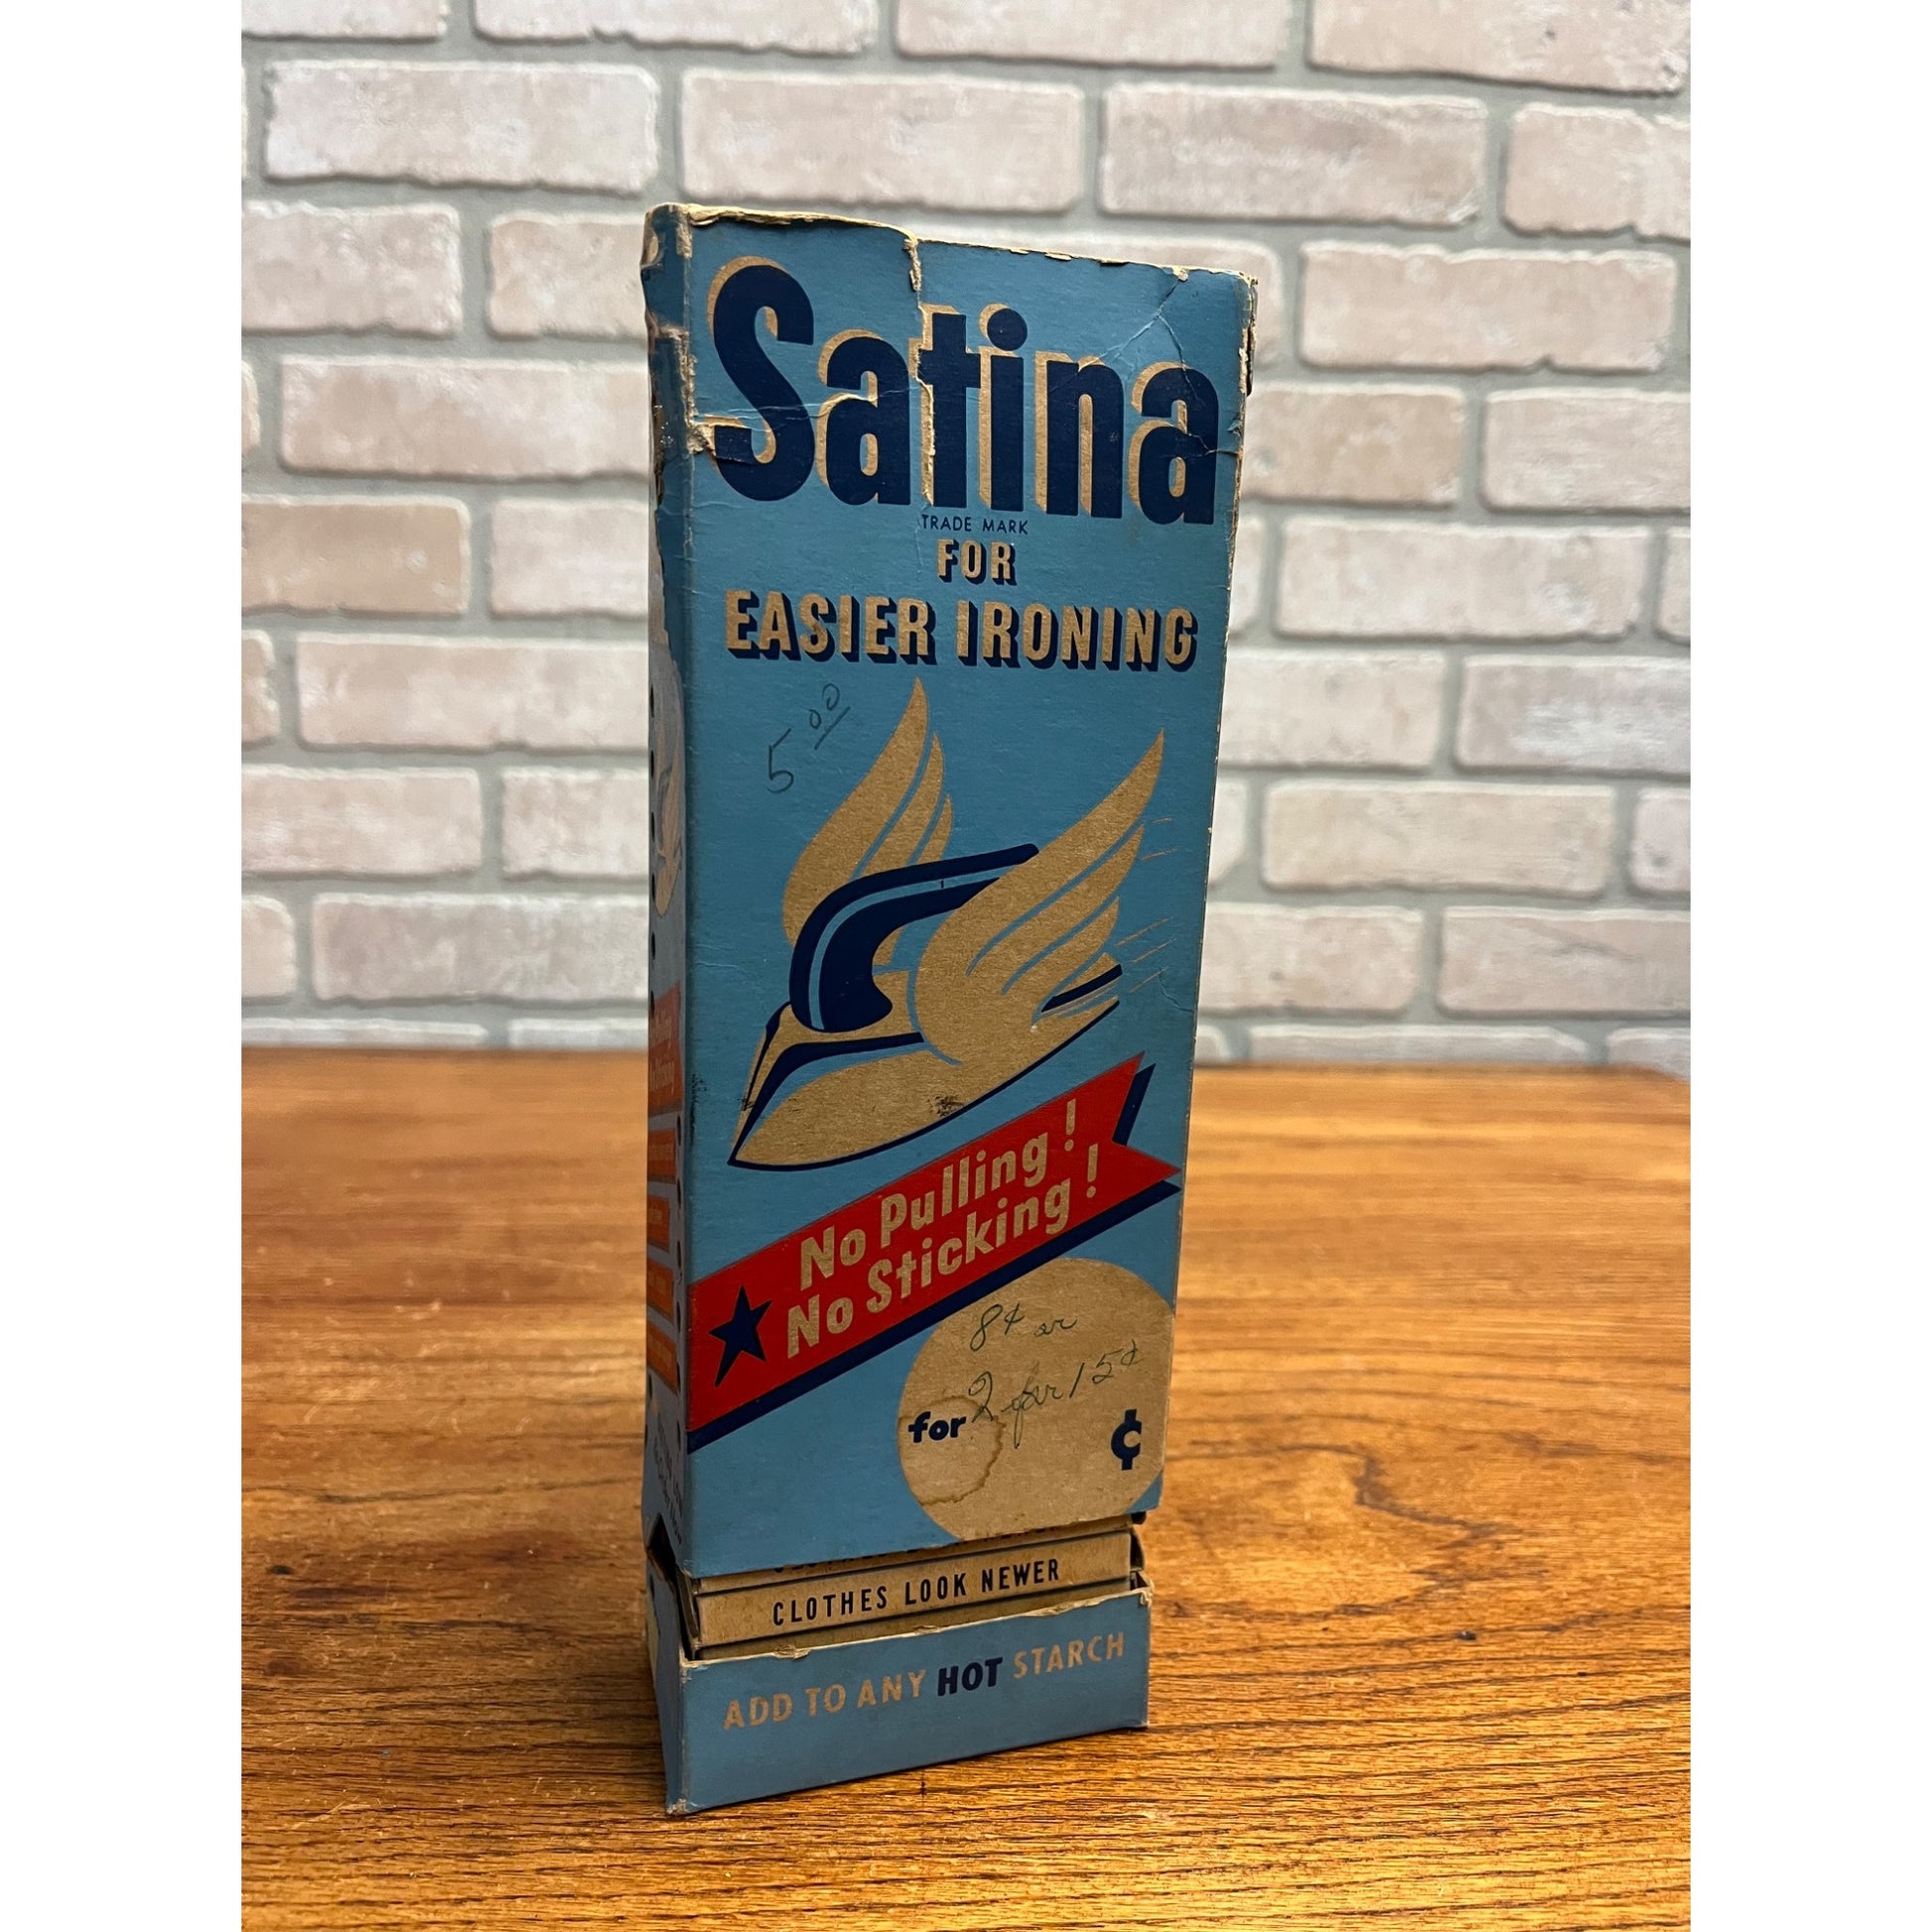 Satina
TRADE MARK
FOR
EASIER IRONING
5.00
No Pulling!
No Sticking!
8¢ or
2 for 15¢
for ¢
CLOTHES LOOK NEWER
ADD TO ANY HOT STARCH